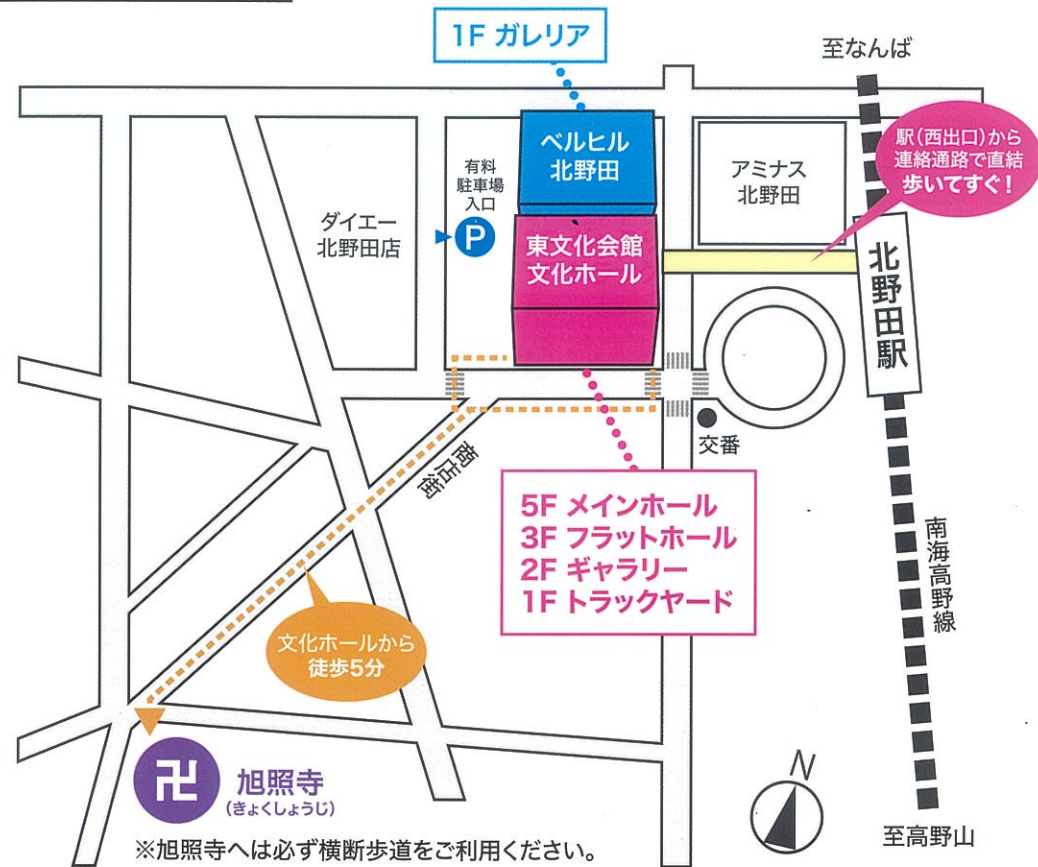 1F ガレリア
至なんば
駅(西出口)から
連絡通路で直結
歩いてすぐ!
ベルヒル
北野田
有料
駐車場
入口
P
アミナス
北野田
ダイエー
北野田店
東文化会館
文化ホール
北野田駅
交番
商店街
5F メインホール
3F フラットホール
2F ギャラリー
1F トラックヤード
南海高野線
文化ホールから
徒歩5分
卍
旭照寺
(きょくしょうじ)
N
至高野山
※旭照寺へは必ず横断歩道をご利用ください。